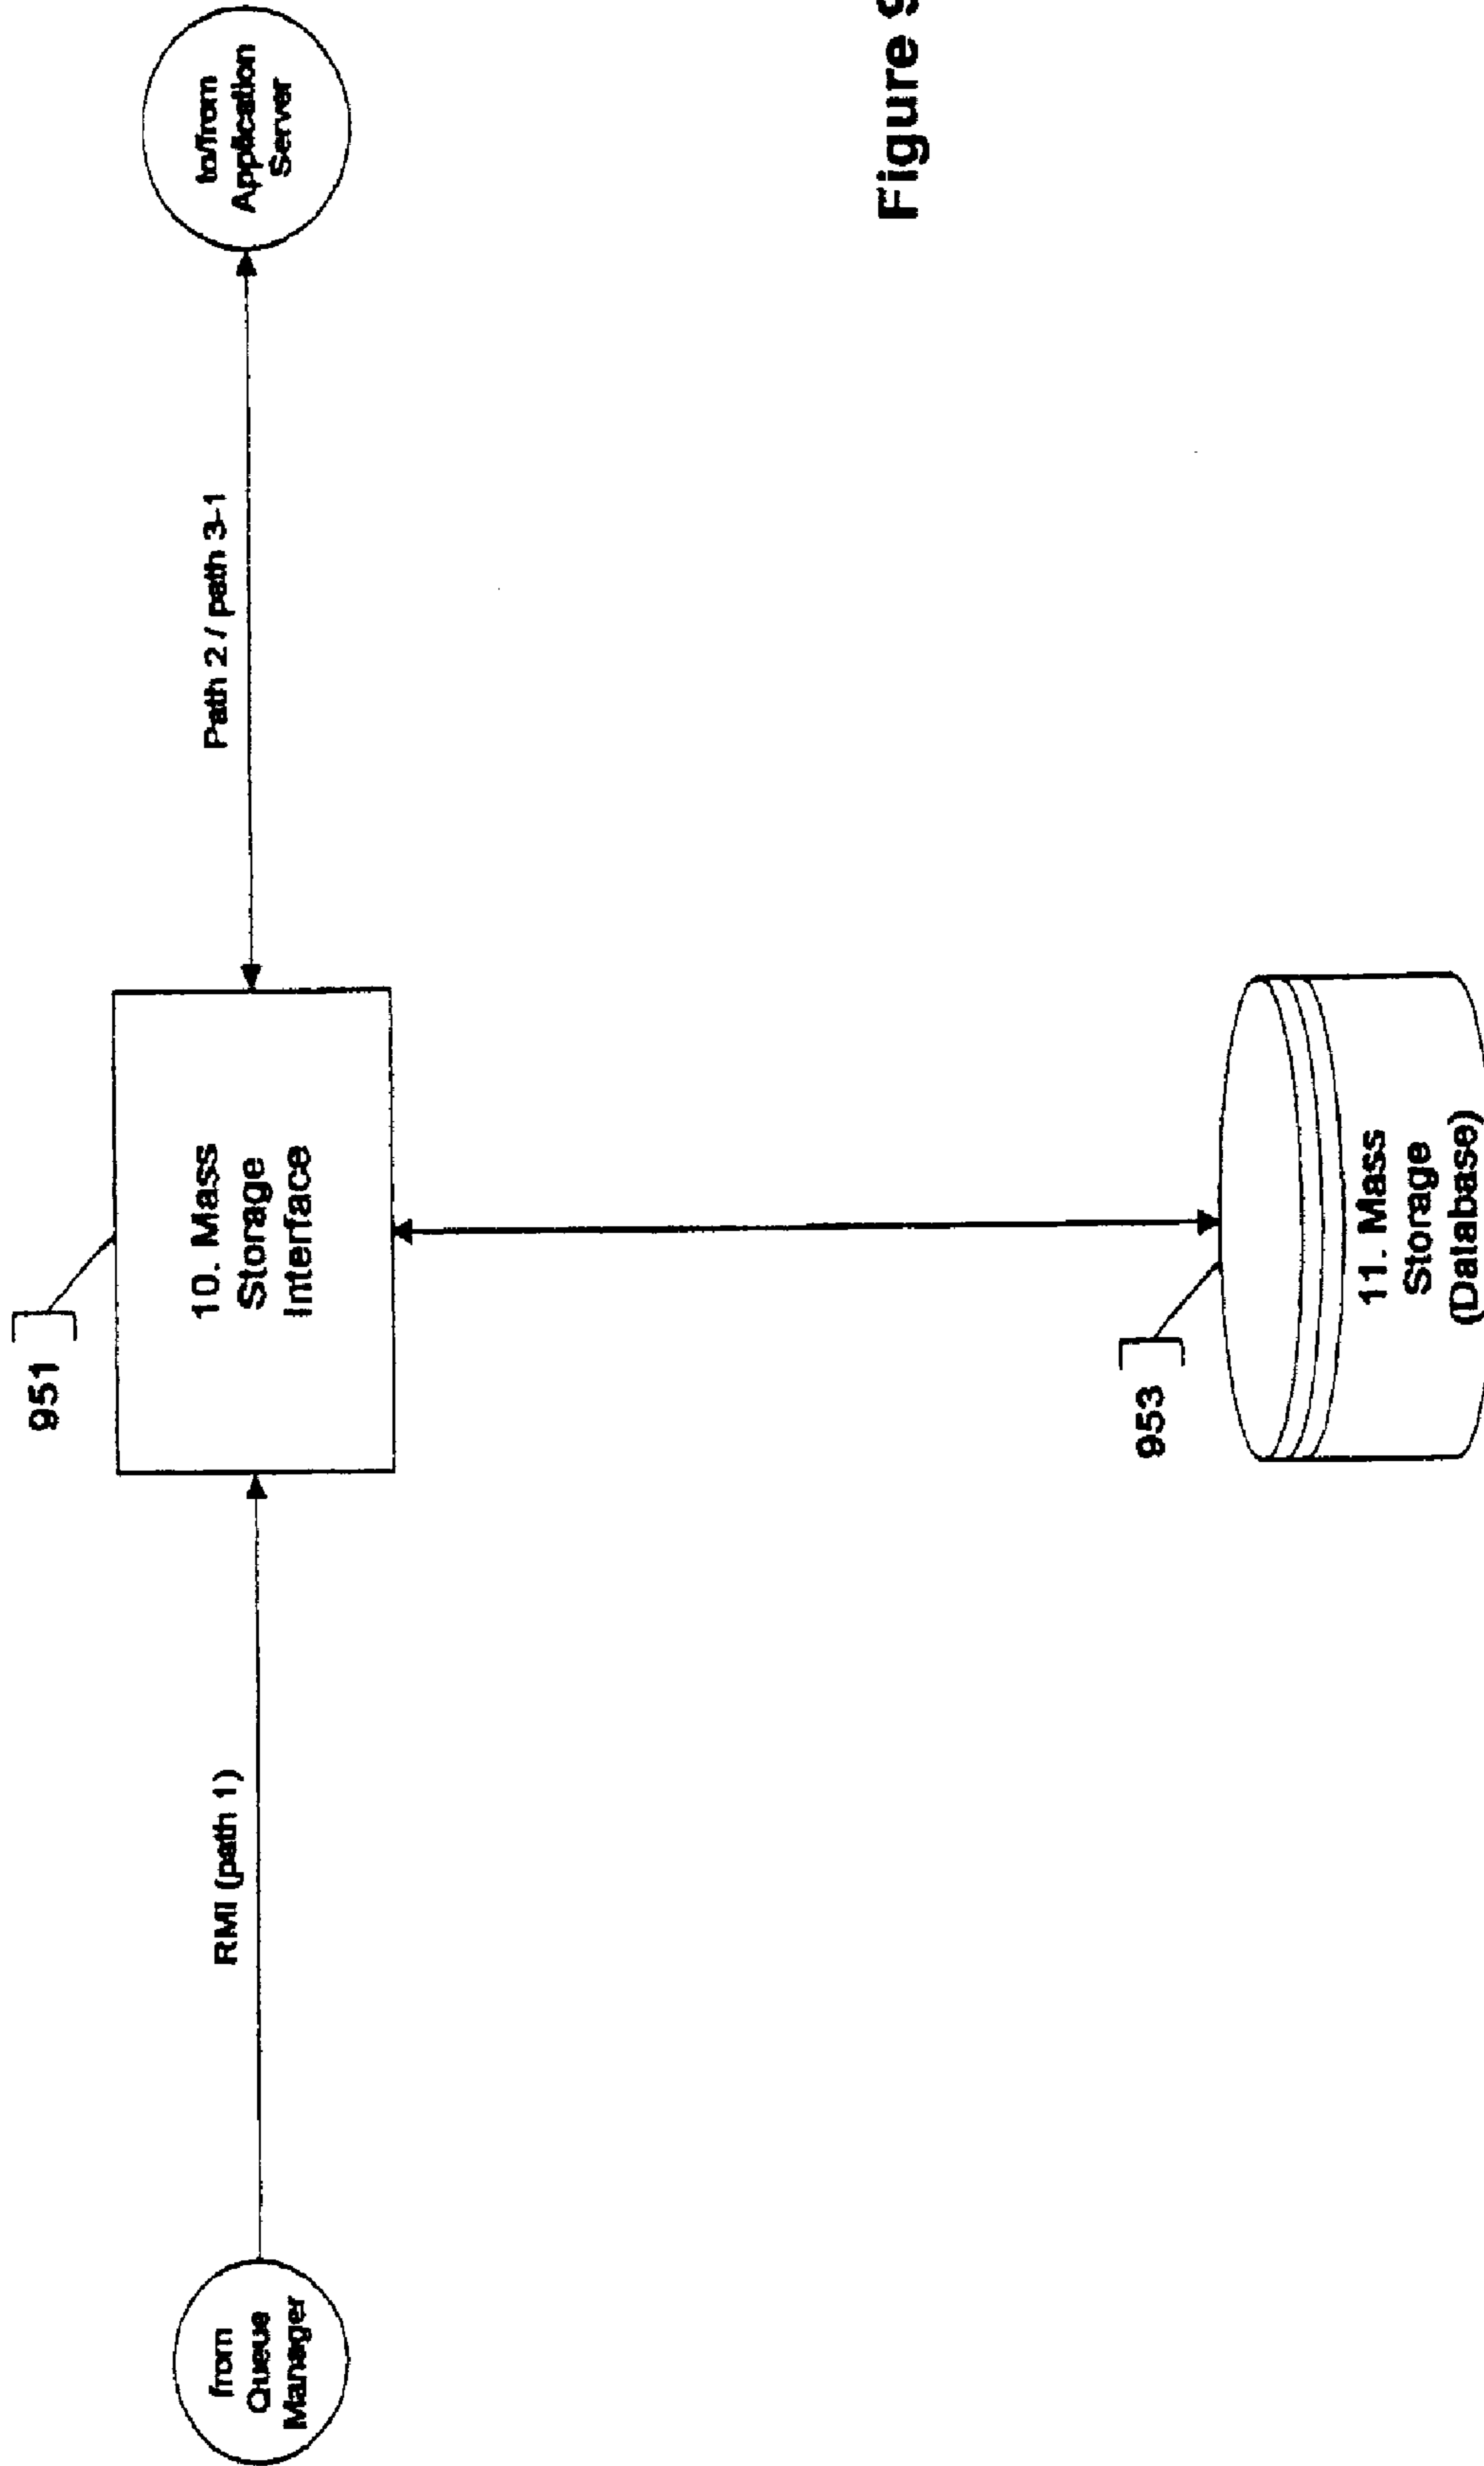 951
10. Mass
Storage
Interface
from
Queue
Manager
RMI (path 1)
Path 2 / path 3-1
to/from
Application
Server
953
11. Mass
Storage
(Database)
Figure